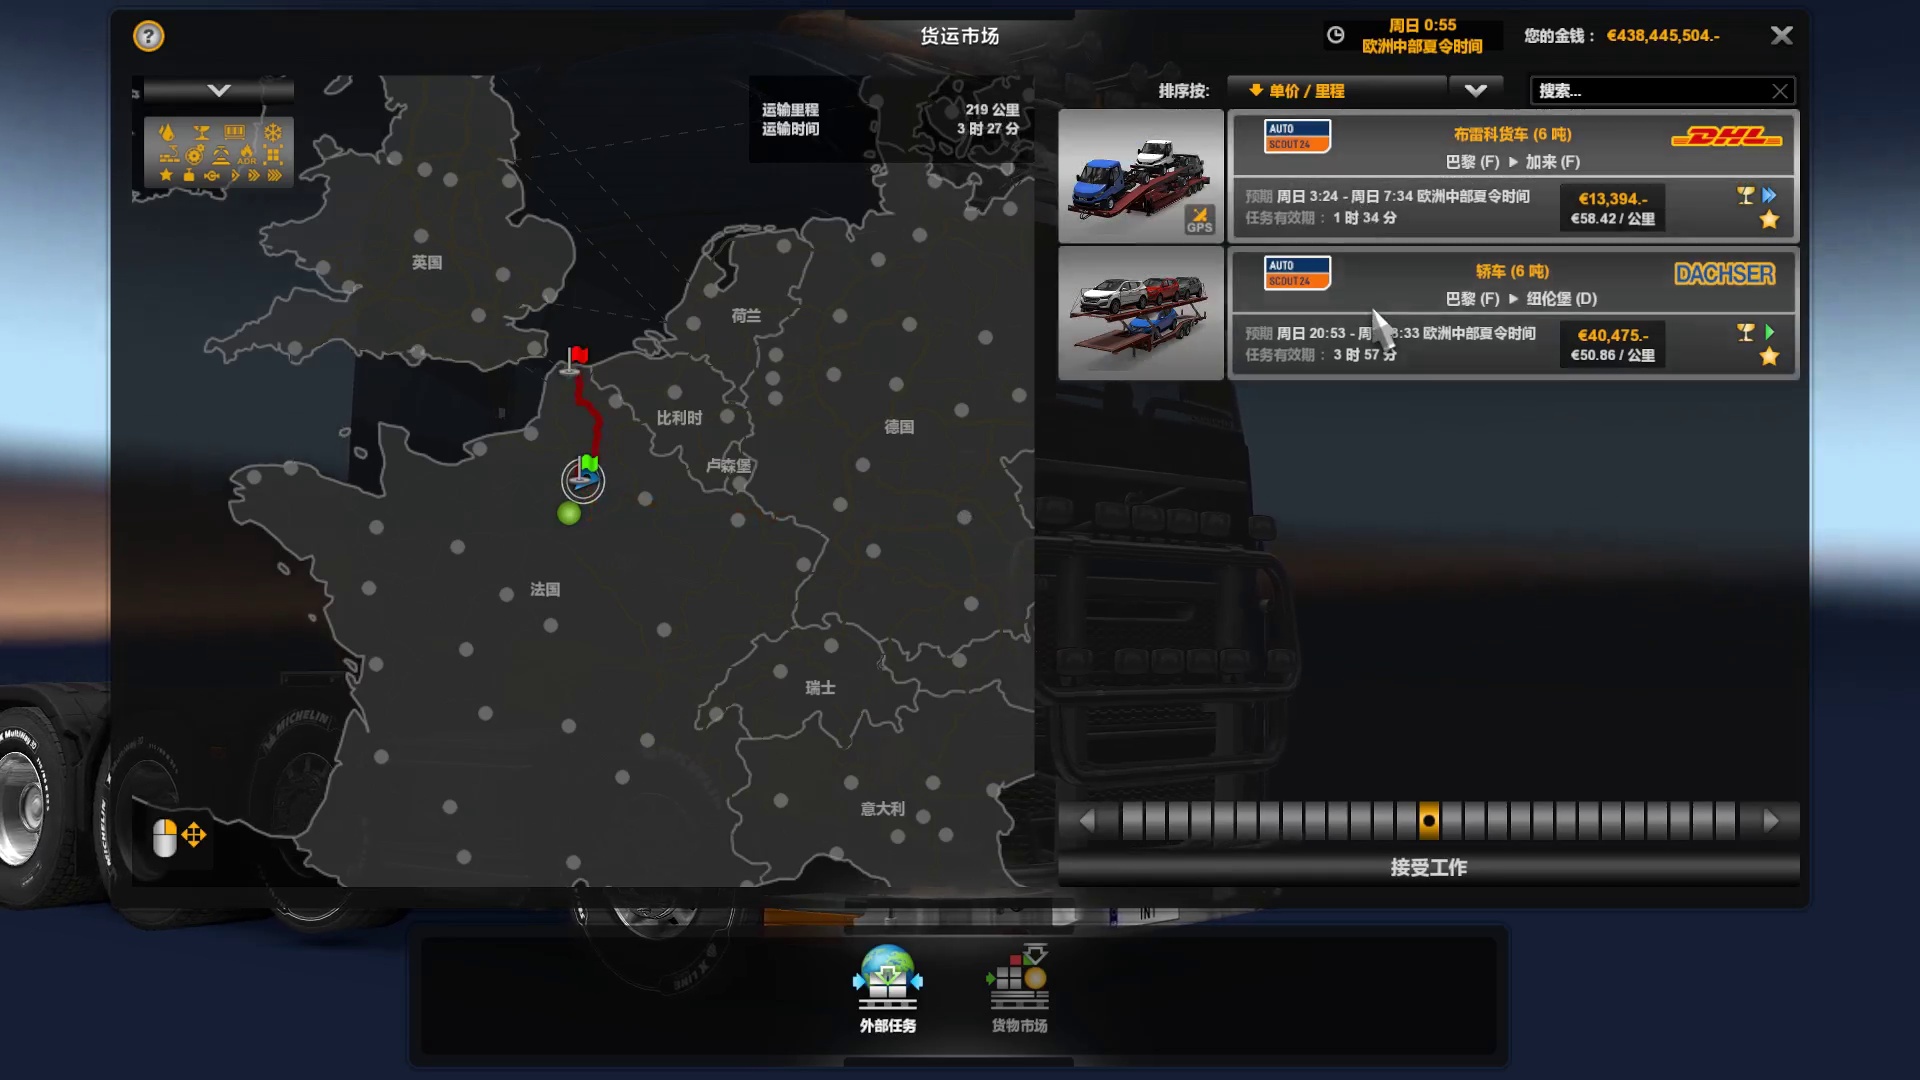 货运市场
周日 0:55
欧洲中部夏令时间
您的金钱： €438,445,504.-
运输里程 219 公里
运输时间 3 时 27 分
ADR
英国
荷兰
比利时
德国
卢森堡
法国
瑞士
意大利
排序按:
单价 / 里程
搜索...
GPS
AUTO
SCOUT24
布雷科货车 (6 吨)
DHL
巴黎 (F) 加来 (F)
预期 周日 3:24 - 周日 7:34 欧洲中部夏令时间
任务有效期： 1 时 34 分
€13,394.-
€58.42 / 公里
AUTO
SCOUT24
轿车 (6 吨)
DACHSER
巴黎 (F) 纽伦堡 (D)
预期 周日 20:53 - 周 3:33 欧洲中部夏令时间
任务有效期： 3 时 57 分
€40,475.-
€50.86 / 公里
接受工作
外部任务
货物市场
MICHELIN
MICHELIN
X LINE